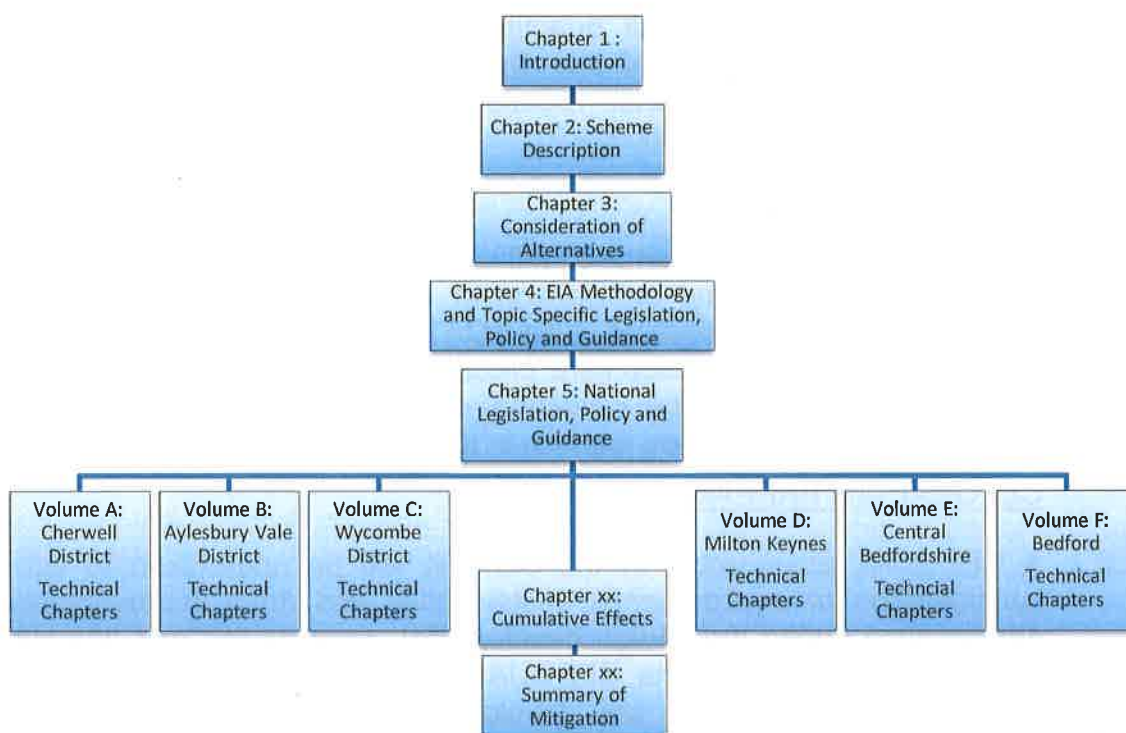 Chapter 1 :
Introduction
Chapter 2: Scheme
Description
Chapter 3:
Consideration of
Alternatives
Chapter 4: EIA Methodology
and Topic Specific Legislation,
Policy and Guidance
Chapter 5: National
Legislation, Policy and
Guidance
Volume A:
Cherwell
District
Technical
Chapters
Volume B:
Aylesbury Vale
District
Technical
Chapters
Volume C:
Wycombe
District
Technical
Chapters
Chapter xx:
Cumulative Effects
Chapter xx:
Summary of
Mitigation
Volume D:
Milton Keynes
Technical
Chapters
Volume E:
Central
Bedfordshire
Techncial
Chapters
Volume F:
Bedford
Technical
Chapters